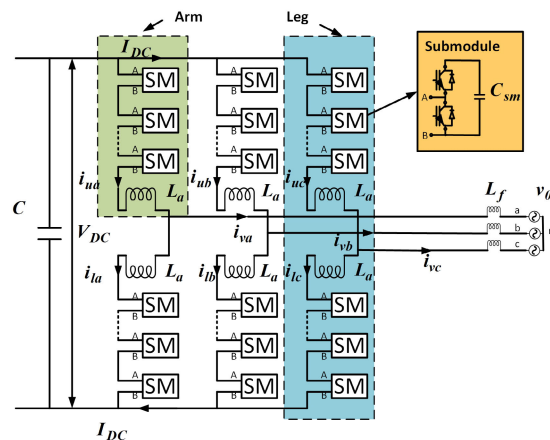 Arm
Leg
I_DC
Submodule
A
B
C_sm
A SM A SM A SM
B B B
A SM A SM A SM
B B B
A SM A SM A SM
B B B
i_ua i_ub i_uc
L_a L_a L_a
L_f v_0
C
V_DC
i_va
a
i_vb
b
i_vc
c
i_la i_lb i_lc
L_a L_a L_a
A SM A SM A SM
B B B
A SM A SM A SM
B B B
A SM A SM A SM
B B B
I_DC